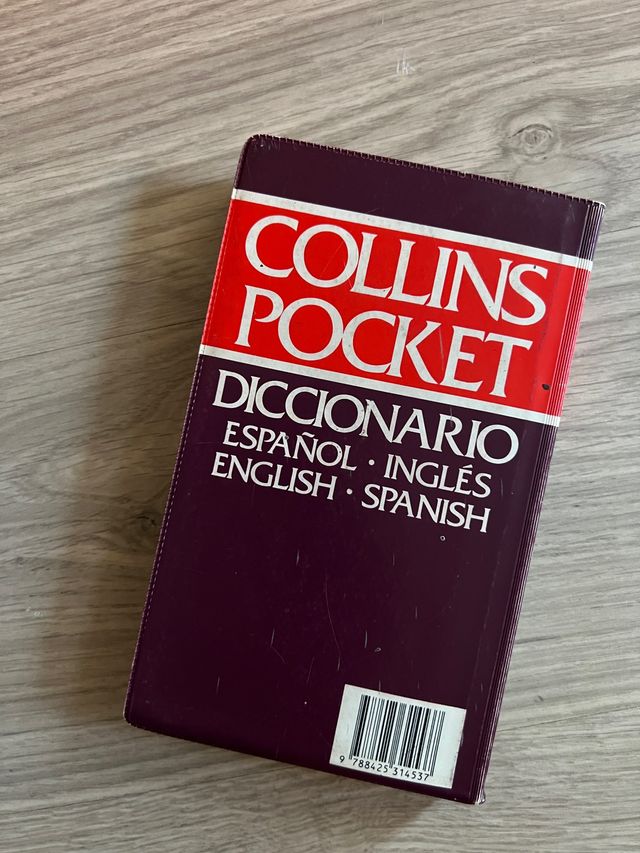 COLLINS
POCKET
DICCIONARIO
ESPAÑOL · INGLÉS
ENGLISH · SPANISH
9 788425 314537